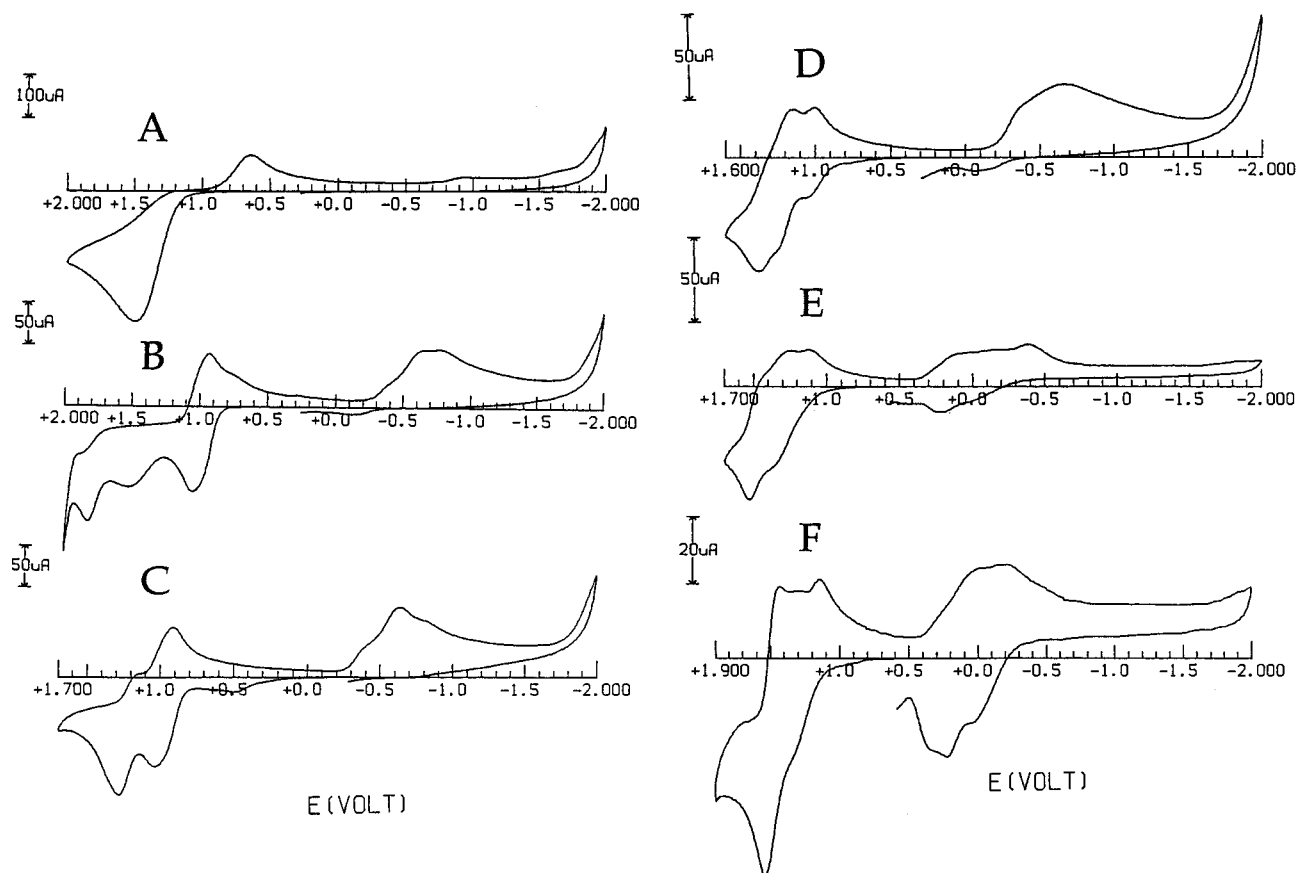 A
100uA
+2.000 +1.5 +1.0 +0.5 +0.0 -0.5 -1.0 -1.5 -2.000
B
50uA
+2.000 +1.5 +1.0 +0.5 +0.0 -0.5 -1.0 -1.5 -2.000
C
50uA
+1.700 +1.0 +0.5 +0.0 -0.5 -1.0 -1.5 -2.000
E(VOLT)
D
50uA
+1.600 +1.0 +0.5 +0.0 -0.5 -1.0 -1.5 -2.000
E
50uA
+1.700 +1.0 +0.5 +0.0 -0.5 -1.0 -1.5 -2.000
F
20uA
+1.900 +1.0 +0.5 +0.0 -0.5 -1.0 -1.5 -2.000
E(VOLT)